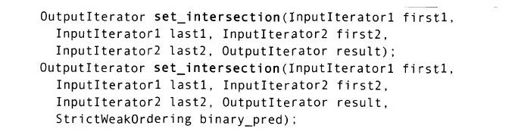 OutputIterator set_intersection(InputIterator1 first1,
InputIterator1 last1, InputIterator2 first2,
InputIterator2 last2, OutputIterator result);
OutputIterator set_intersection(InputIterator1 first1,
InputIterator1 last1, InputIterator2 first2,
InputIterator2 last2, OutputIterator result,
StrictWeakOrdering binary_pred);